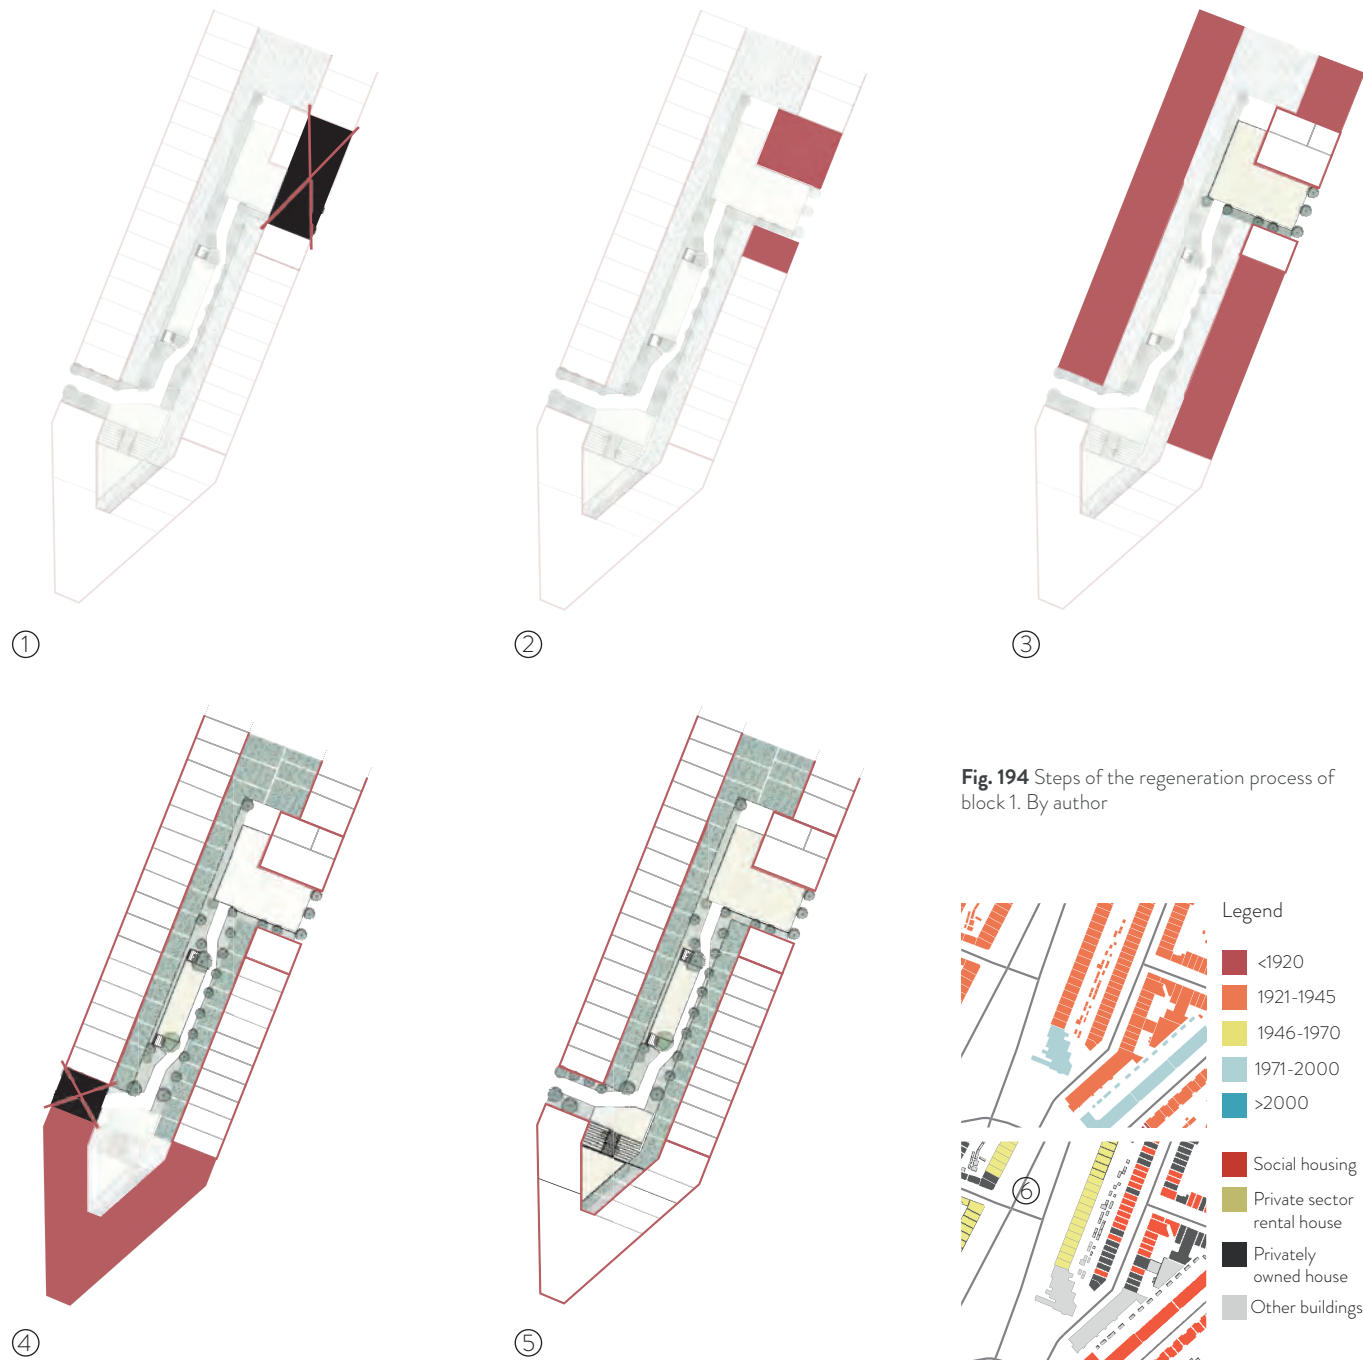 ①
②
③
④
⑤
Fig. 194 Steps of the regeneration process of
block 1. By author
Legend
<1920
1921-1945
1946-1970
1971-2000
>2000
⑥
Social housing
Private sector
rental house
Privately
owned house
Other buildings